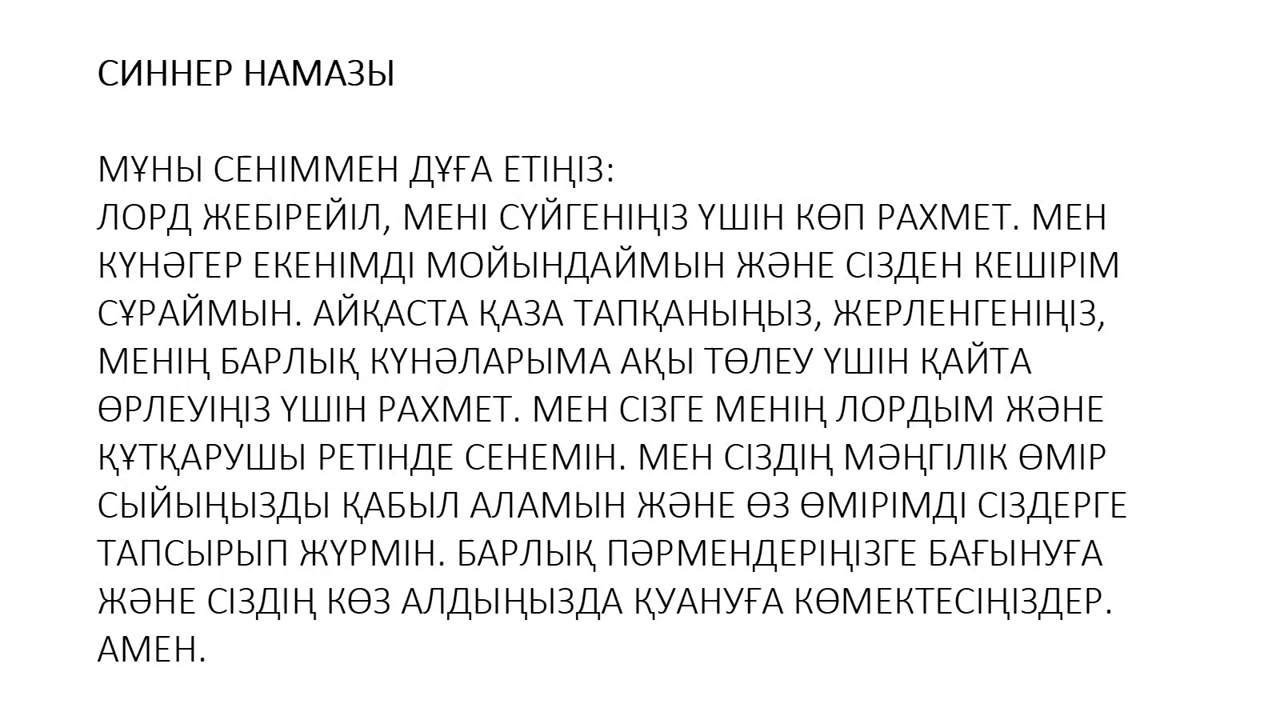 СИННЕР НАМАЗЫ
МҰНЫ СЕНІММЕН ДҰҒА ЕТІҢІЗ:
ЛОРД ЖЕБІРЕЙІЛ, МЕНІ СҮЙГЕНІҢІЗ ҮШІН КӨП РАХМЕТ. МЕН
КҮНӘГЕР ЕКЕНІМДІ МОЙЫНДАЙМЫН ЖӘНЕ СІЗДЕН КЕШІРІМ
СҰРАЙМЫН. АЙҚАСТА ҚАЗА ТАПҚАНЫҢЫЗ, ЖЕРЛЕНГЕНІҢІЗ,
МЕНІҢ БАРЛЫҚ КҮНӘЛАРЫМА АҚЫ ТӨЛЕУ ҮШІН ҚАЙТА
ӨРЛЕУІҢІЗ ҮШІН РАХМЕТ. МЕН СІЗГЕ МЕНІҢ ЛОРДЫМ ЖӘНЕ
ҚҰТҚАРУШЫ РЕТІНДЕ СЕНЕМІН. МЕН СІЗДІҢ МӘҢГІЛІК ӨМІР
СЫЙЫҢЫЗДЫ ҚАБЫЛ АЛАМЫН ЖӘНЕ ӨЗ ӨМІРІМДІ СІЗДЕРГЕ
ТАПСЫРЫП ЖҮРМІН. БАРЛЫҚ ПӘРМЕНДЕРІҢІЗГЕ БАҒЫНУҒА
ЖӘНЕ СІЗДІҢ КӨЗ АЛДЫҢЫЗДА ҚУАНУҒА КӨМЕКТЕСІҢІЗДЕР.
АМЕН.